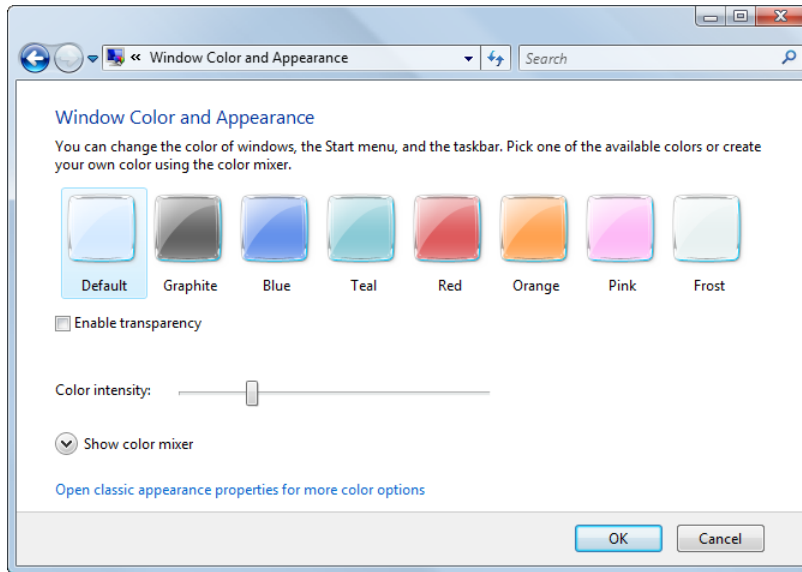 « Window Color and Appearance
Search
Window Color and Appearance
You can change the color of windows, the Start menu, and the taskbar. Pick one of the available colors or create
your own color using the color mixer.
Default Graphite Blue Teal Red Orange Pink Frost
Enable transparency
Color intensity:
Show color mixer
Open classic appearance properties for more color options
OK Cancel